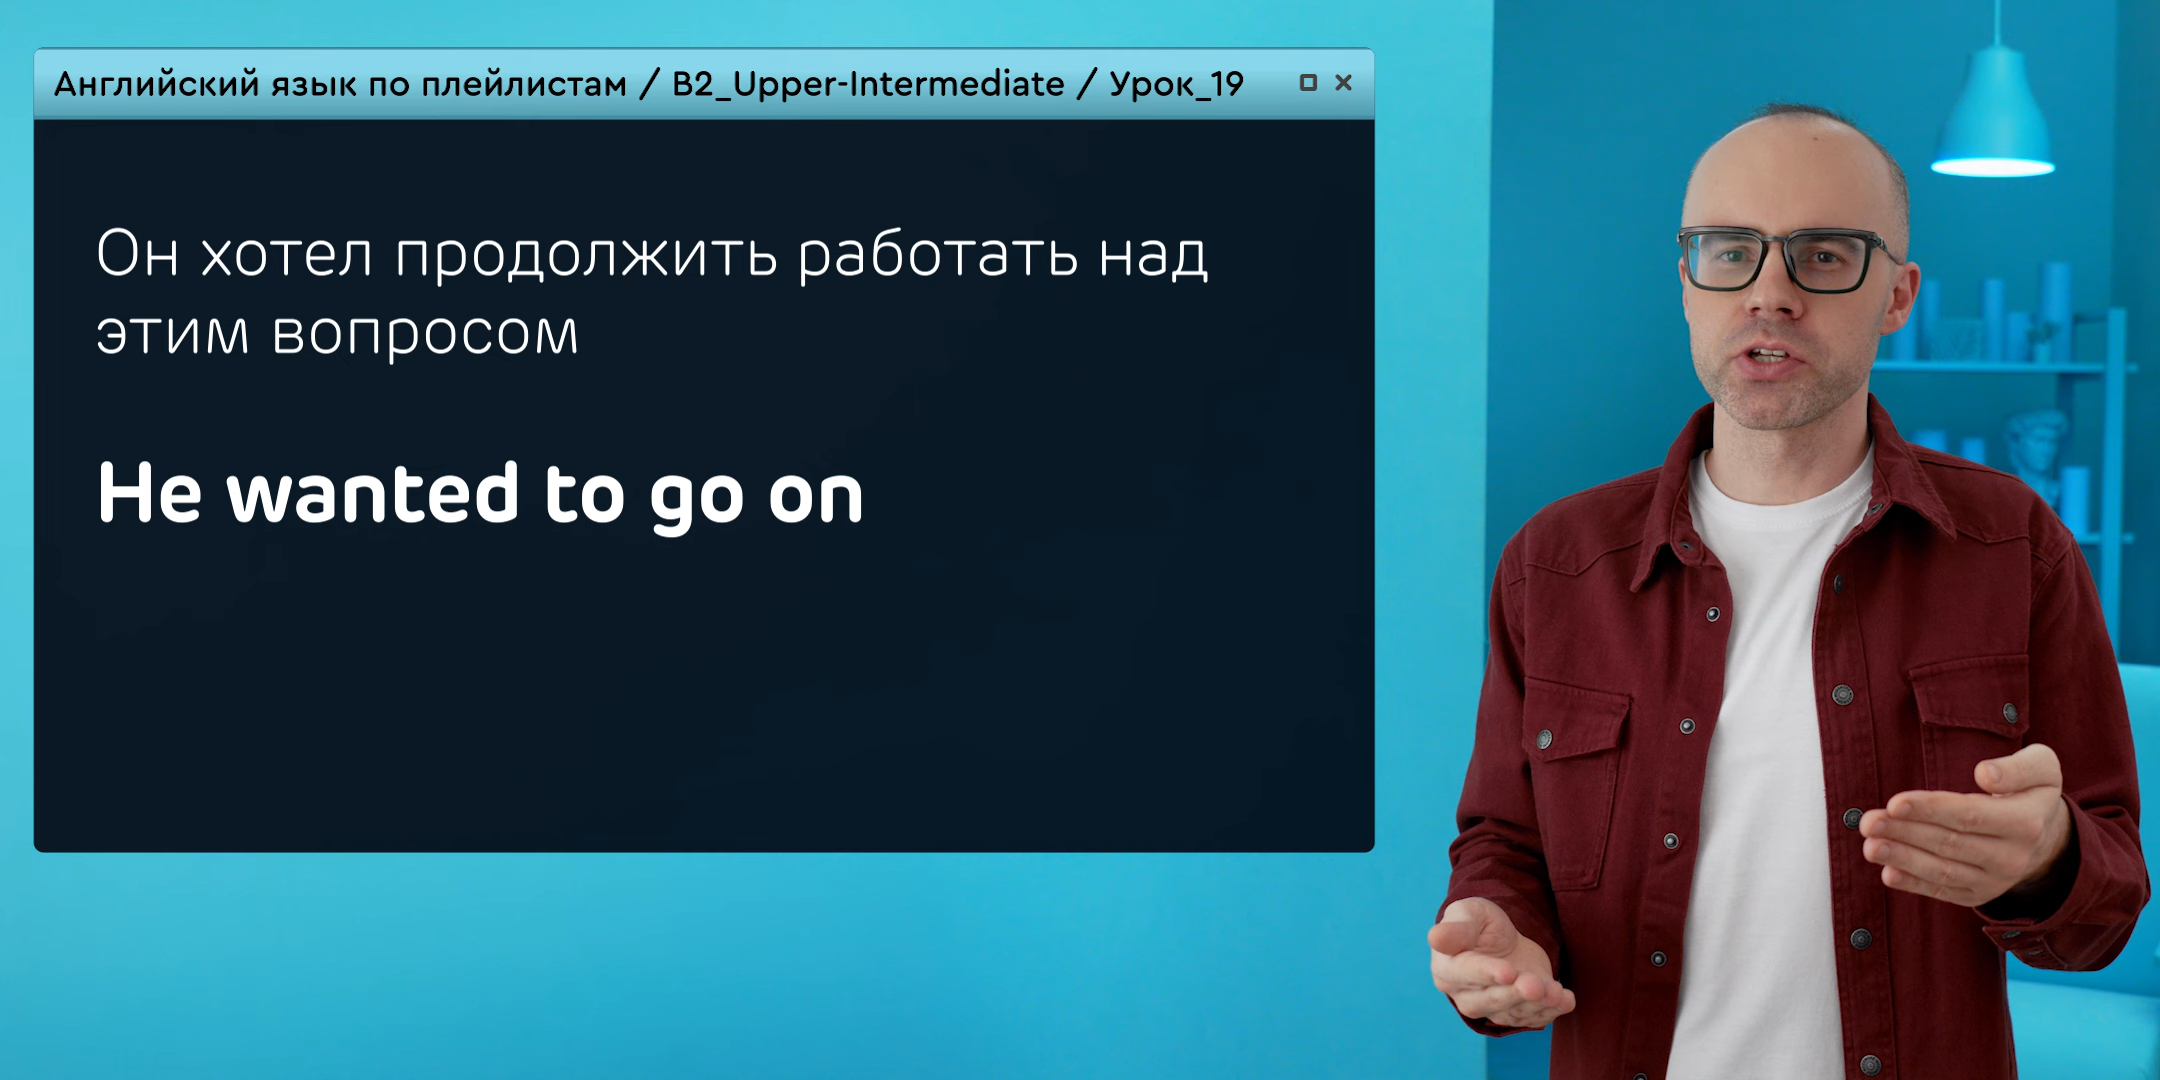 Английский язык по плейлистам / B2_Upper-Intermediate / Урок_19
Он хотел продолжить работать над
этим вопросом
He wanted to go on